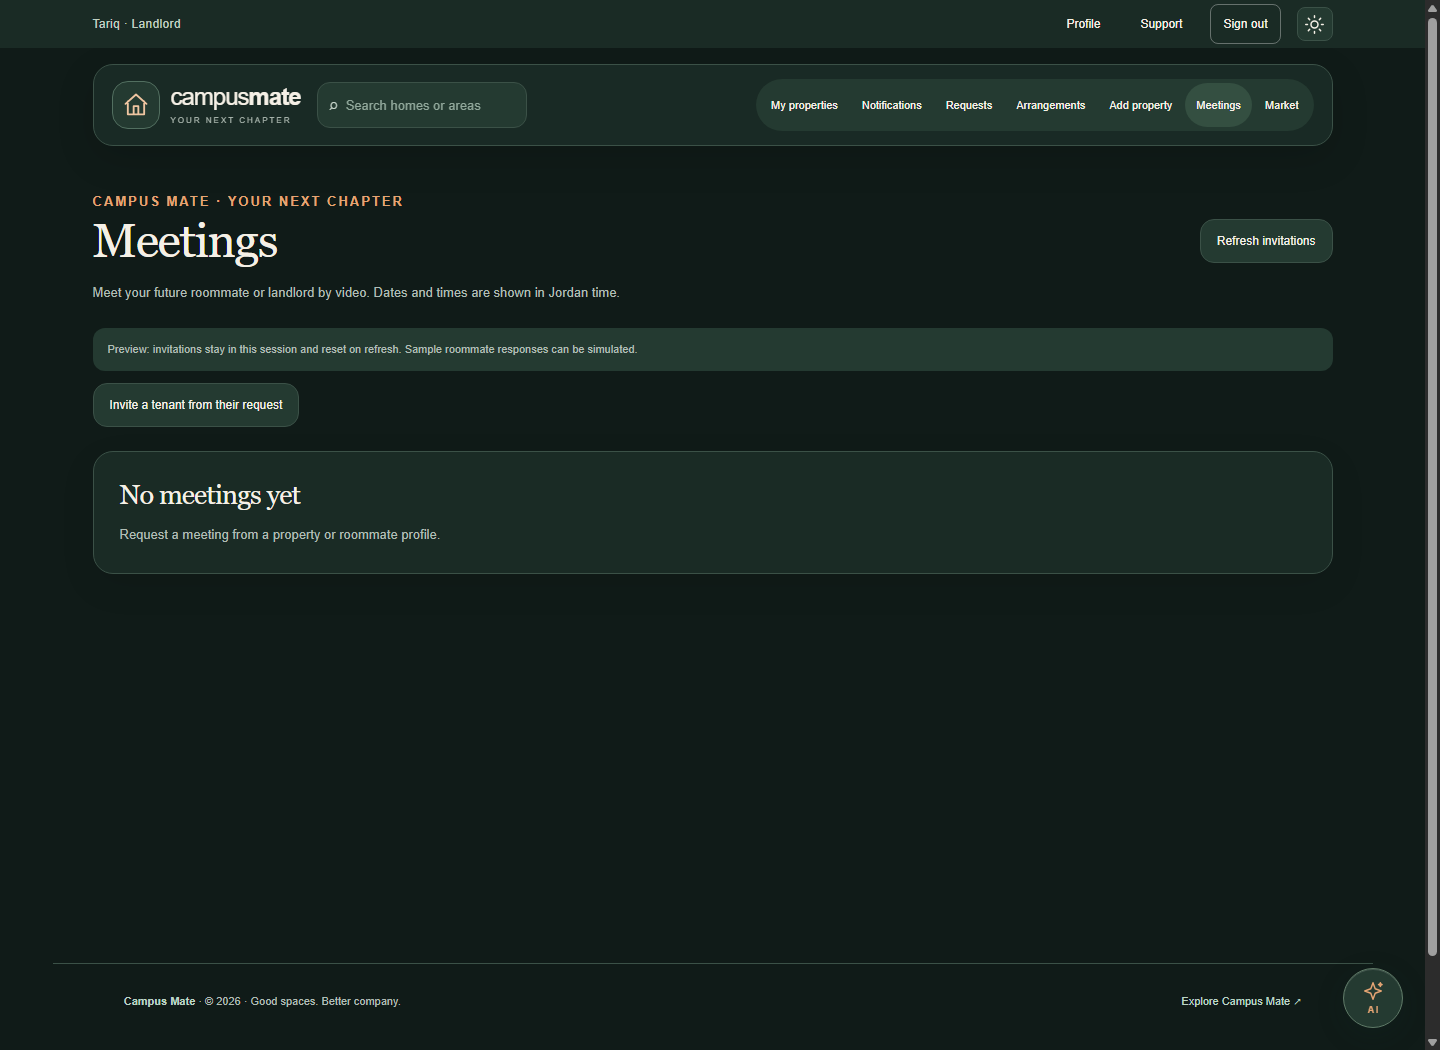 Tariq · Landlord
Profile
Support
Sign out
campusmate
YOUR NEXT CHAPTER
Search homes or areas
My properties
Notifications
Requests
Arrangements
Add property
Meetings
Market
CAMPUS MATE · YOUR NEXT CHAPTER
Meetings
Refresh invitations
Meet your future roommate or landlord by video. Dates and times are shown in Jordan time.
Preview: invitations stay in this session and reset on refresh. Sample roommate responses can be simulated.
Invite a tenant from their request
No meetings yet
Request a meeting from a property or roommate profile.
Campus Mate · © 2026 · Good spaces. Better company.
Explore Campus Mate ↗
AI